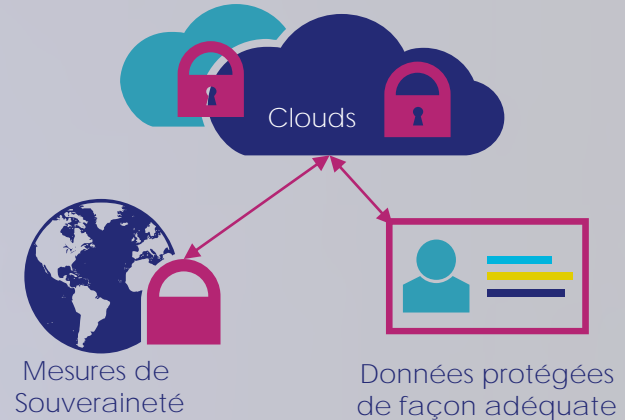 Clouds
Mesures de
Souveraineté
Données protégées
de façon adéquate